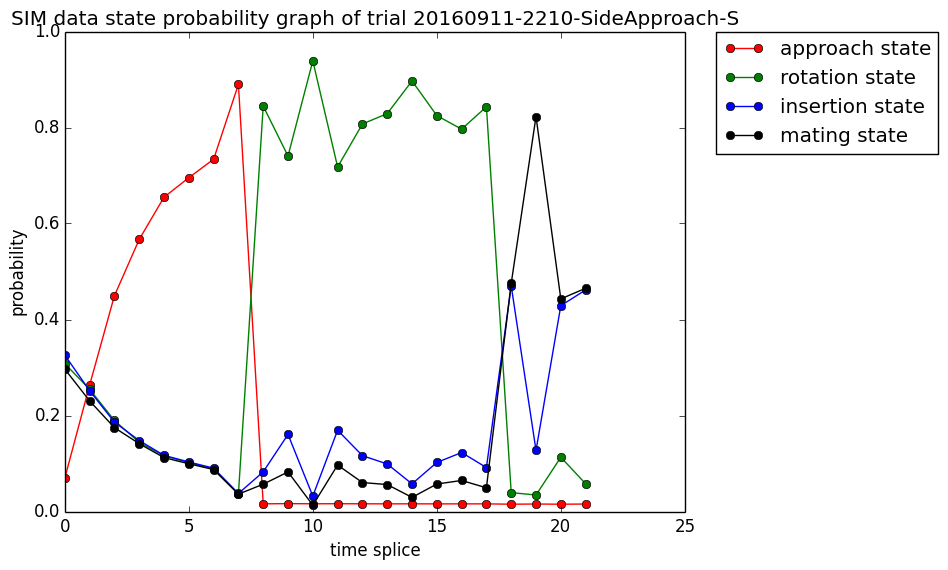 SIM data state probability graph of trial 20160911-2210-SideApproach-S
1.0
0.8
0.6
0.4
0.2
0.0
probability
0
5
10
15
20
25
time splice
approach state
rotation state
insertion state
mating state